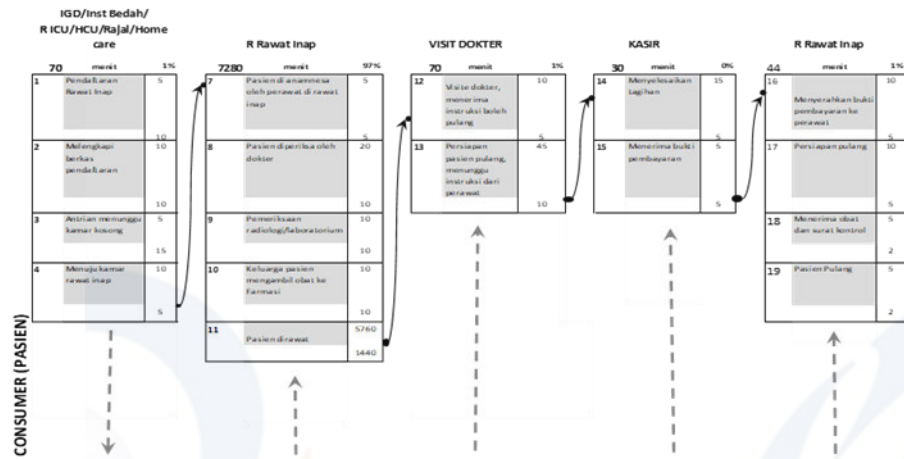 IGD/Inst Bedah/
R ICU/HCU/Rajal/Home
care
70 menit 1%
1 Pendaftaran 5
Rawat Inap
10
2 Melengkapi 10
berkas
pendaftaran
10
3 Antrian menunggu 5
kamar kosong
15
4 Menuju kamar 10
rawat inap
5
R Rawat Inap
7280 menit 97%
7 Pasien di anamnesa 5
oleh perawat di rawat
inap
5
8 Pasien diperiksa oleh 20
dokter
10
9 Pemeriksaan 10
radiologi/laboratorium
10
10 Keluarga pasien 10
mengambil obat ke
Farmasi
10
11 5760
Pasien dirawat
1440
VISIT DOKTER
70 menit 1%
12 10
Visite dokter,
menerima
instruksi boleh
pulang
5
13 Persiapan 45
pasien pulang,
menunggu
instruksi dari
perawat
10
KASIR
30 menit 0%
14 Menyelesaikan 15
tagihan
5
15 Menerima bukti 5
pembayaran
5
R Rawat Inap
44 menit 1%
16 10
Menyerahkan bukti
pembayaran ke
perawat
5
17 Persiapan pulang 10
5
18 Menerima obat 5
dan surat kontrol
2
19 Pasien Pulang 5
2
CONSUMER (PASIEN)